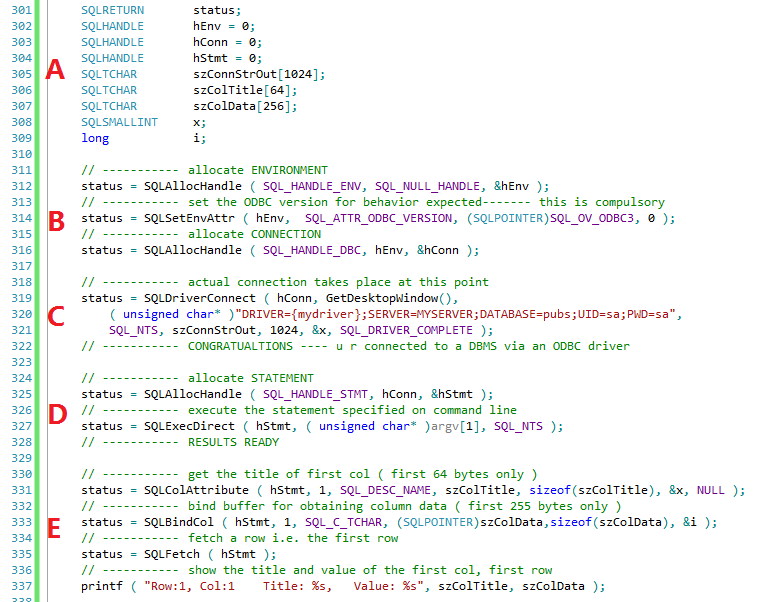 301 SQLRETURN status;
302 SQLHANDLE hEnv = 0;
303 SQLHANDLE hConn = 0;
304 SQLHANDLE hStmt = 0;
305 A SQLTCHAR szConnStrOut[1024];
306 SQLTCHAR szColTitle[64];
307 SQLTCHAR szColData[256];
308 SQLSMALLINT x;
309 long i;
310
311 // ----------- allocate ENVIRONMENT
312 status = SQLAllocHandle ( SQL_HANDLE_ENV, SQL_NULL_HANDLE, &hEnv );
313 // ----------- set the ODBC version for behavior expected------- this is compulsory
314 B status = SQLSetEnvAttr ( hEnv, SQL_ATTR_ODBC_VERSION, (SQLPOINTER)SQL_OV_ODBC3, 0 );
315 // ----------- allocate CONNECTION
316 status = SQLAllocHandle ( SQL_HANDLE_DBC, hEnv, &hConn );
317
318 // ----------- actual connection takes place at this point
319 status = SQLDriverConnect ( hConn, GetDesktopWindow(),
320 C ( unsigned char* )"DRIVER={mydriver};SERVER=MYSERVER;DATABASE=pubs;UID=sa;PWD=sa",
321 SQL_NTS, szConnStrOut, 1024, &x, SQL_DRIVER_COMPLETE );
322 // ----------- CONGRATUALTIONS ---- u r connected to a DBMS via an ODBC driver
323
324 // ----------- allocate STATEMENT
325 status = SQLAllocHandle ( SQL_HANDLE_STMT, hConn, &hStmt );
326 D // ----------- execute the statement specified on command line
327 status = SQLExecDirect ( hStmt, ( unsigned char* )argv[1], SQL_NTS );
328 // ----------- RESULTS READY
329
330 // ----------- get the title of first col ( first 64 bytes only )
331 status = SQLColAttribute ( hStmt, 1, SQL_DESC_NAME, szColTitle, sizeof(szColTitle), &x, NULL );
332 // ----------- bind buffer for obtaining column data ( first 255 bytes only )
333 E status = SQLBindCol ( hStmt, 1, SQL_C_TCHAR, (SQLPOINTER)szColData,sizeof(szColData), &i );
334 // ----------- fetch a row i.e. the first row
335 status = SQLFetch ( hStmt );
336 // ----------- show the title and value of the first col, first row
337 printf ( "Row:1, Col:1 Title: %s, Value: %s", szColTitle, szColData );